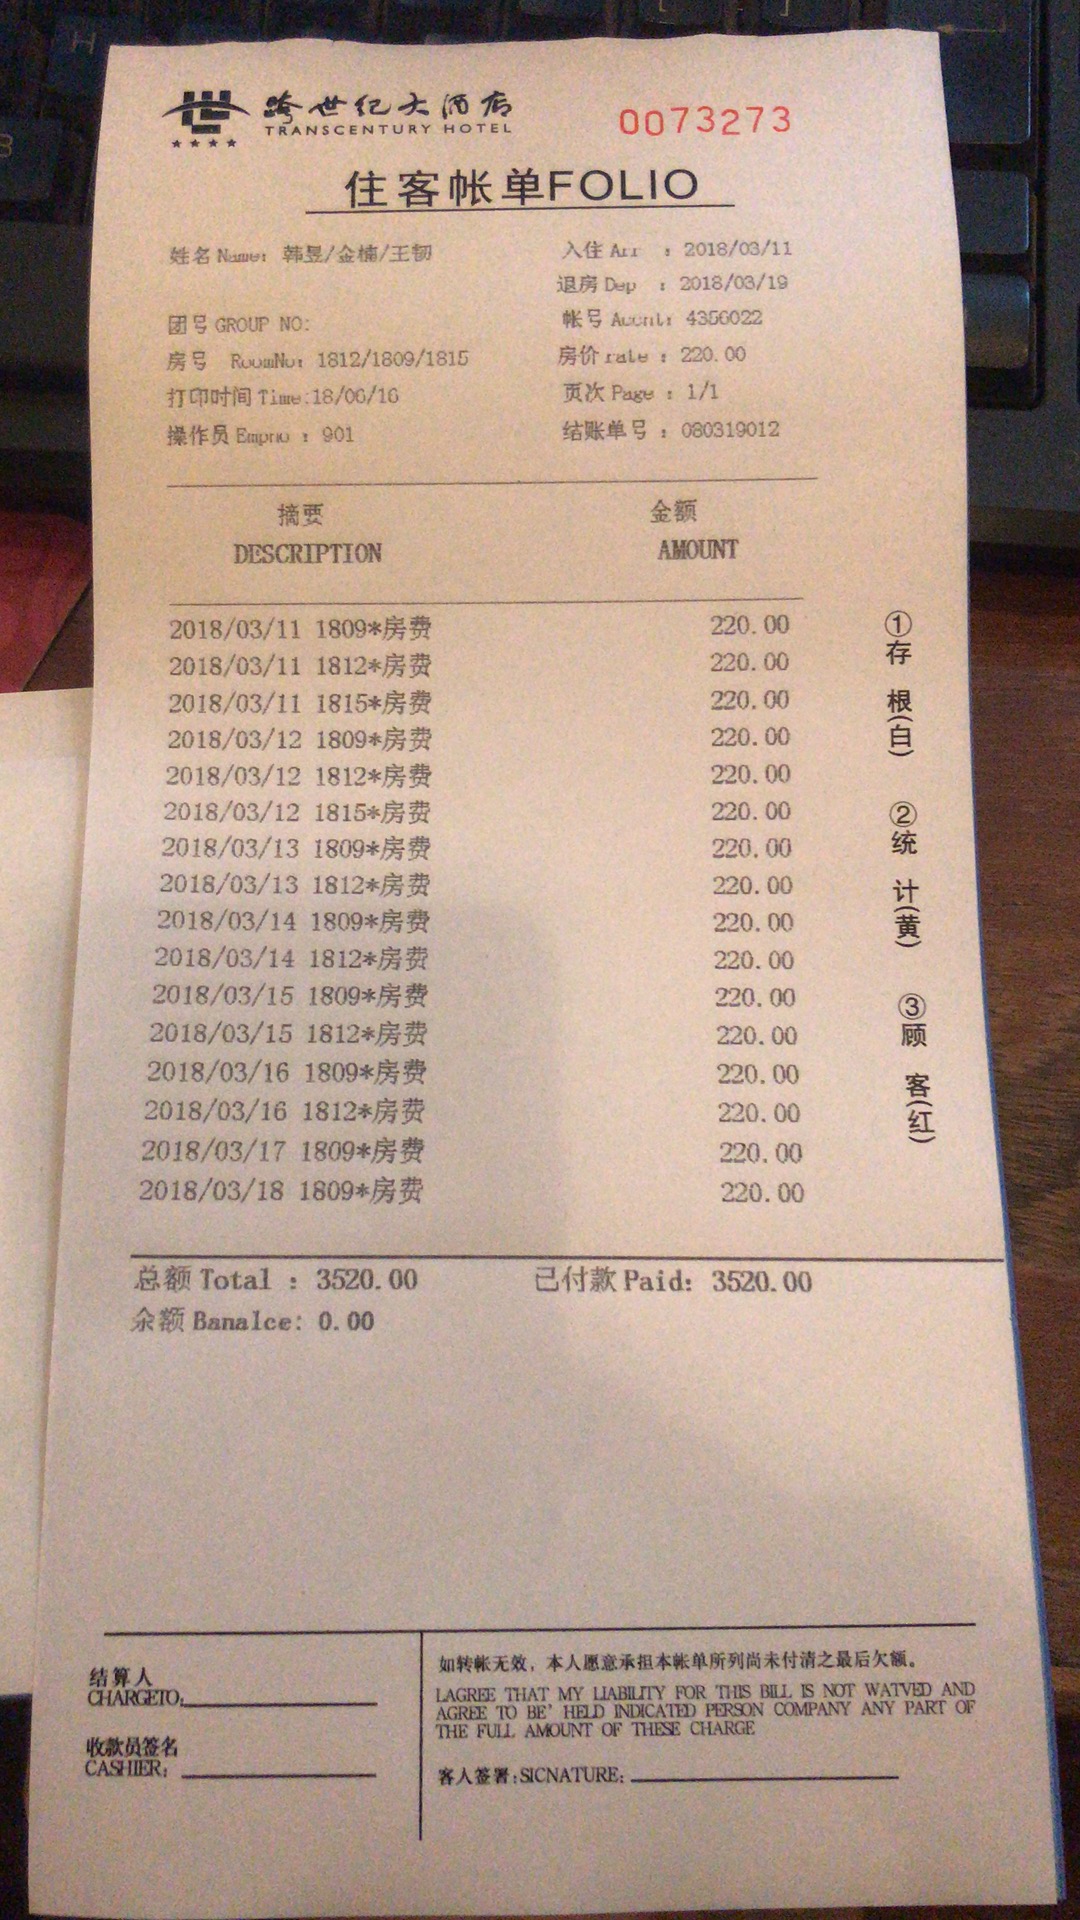 跨世纪大酒店
TRANSCENTURY HOTEL
0073273
住客帐单FOLIO
姓名 Name: 韩昱/金楠/王韧
入住 Arr : 2018/03/11
退房 Dep : 2018/03/19
团号 GROUP NO:
帐号 Accnt: 4356022
房号 RoomNo: 1812/1809/1815
房价 rate : 220.00
打印时间 Time:18/06/16
页次 Page : 1/1
操作员 Empno : 901
结账单号 : 080319012
摘要 金额
DESCRIPTION AMOUNT
2018/03/11 1809*房费 220.00
2018/03/11 1812*房费 220.00
2018/03/11 1815*房费 220.00
2018/03/12 1809*房费 220.00
2018/03/12 1812*房费 220.00
2018/03/12 1815*房费 220.00
2018/03/13 1809*房费 220.00
2018/03/13 1812*房费 220.00
2018/03/14 1809*房费 220.00
2018/03/14 1812*房费 220.00
2018/03/15 1809*房费 220.00
2018/03/15 1812*房费 220.00
2018/03/16 1809*房费 220.00
2018/03/16 1812*房费 220.00
2018/03/17 1809*房费 220.00
2018/03/18 1809*房费 220.00
①存根(白) ②统计(黄) ③顾客(红)
总额 Total : 3520.00 已付款 Paid: 3520.00
余额 Banalce: 0.00
结算人
CHARGETO:
收款员签名
CASHIER:
如转帐无效，本人愿意承担本帐单所列尚未付清之最后欠额。
LAGREE THAT MY LIABILITY FOR THIS BILL IS NOT WATVED AND
AGREE TO BE' HELD INDICATED PERSON COMPANY ANY PART OF
THE FULL AMOUNT OF THESE CHARGE
客人签署:SICNATURE: